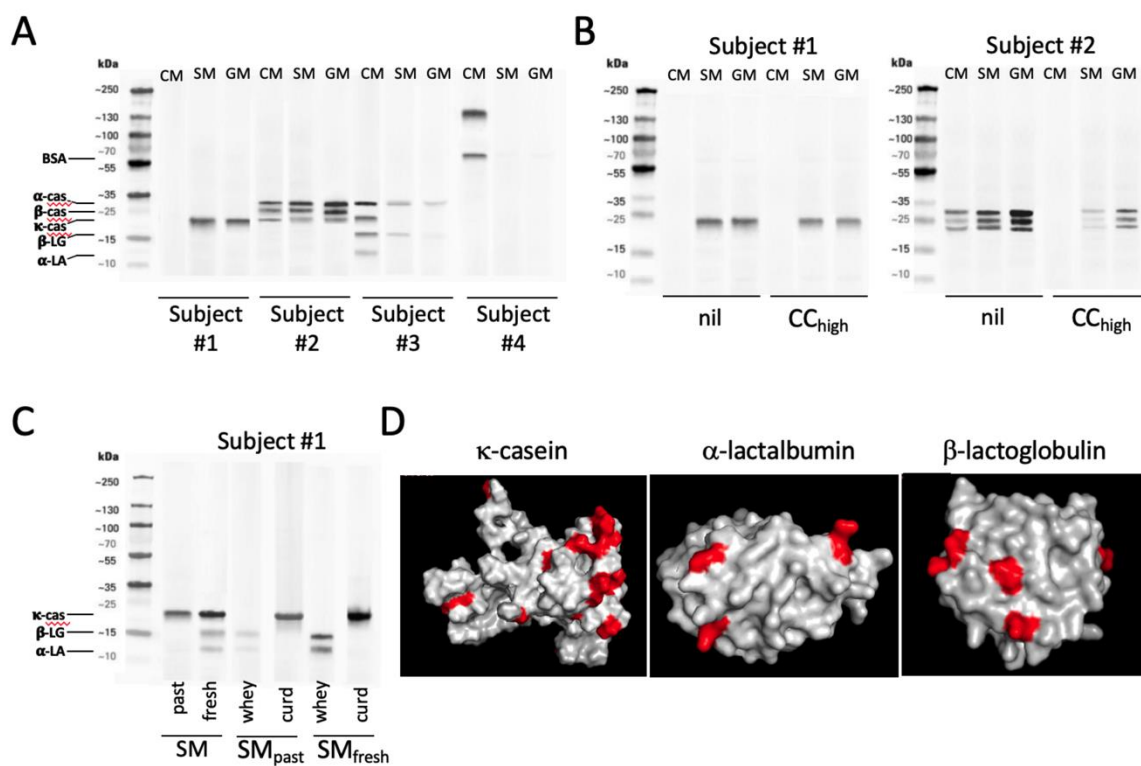 A
kDa
CM SM GM CM SM GM CM SM GM CM SM GM
-250
-130
-100
-70
-55
-35
-25
-15
-10
BSA
α-cas
β-cas
κ-cas
β-LG
α-LA
Subject #1
Subject #2
Subject #3
Subject #4
B
Subject #1
kDa
CM SM GM CM SM GM
-250
-130
-100
-70
-55
-35
-25
-15
-10
nil
CChigh
Subject #2
kDa
CM SM GM CM SM GM
-250
-130
-100
-70
-55
-35
-25
-15
-10
nil
CChigh
C
Subject #1
kDa
-250
-130
-100
-70
-55
-35
-25
-15
-10
κ-cas
β-LG
α-LA
past fresh whey curd whey curd
SM SMpast SMfresh
D
κ-casein
α-lactalbumin
β-lactoglobulin